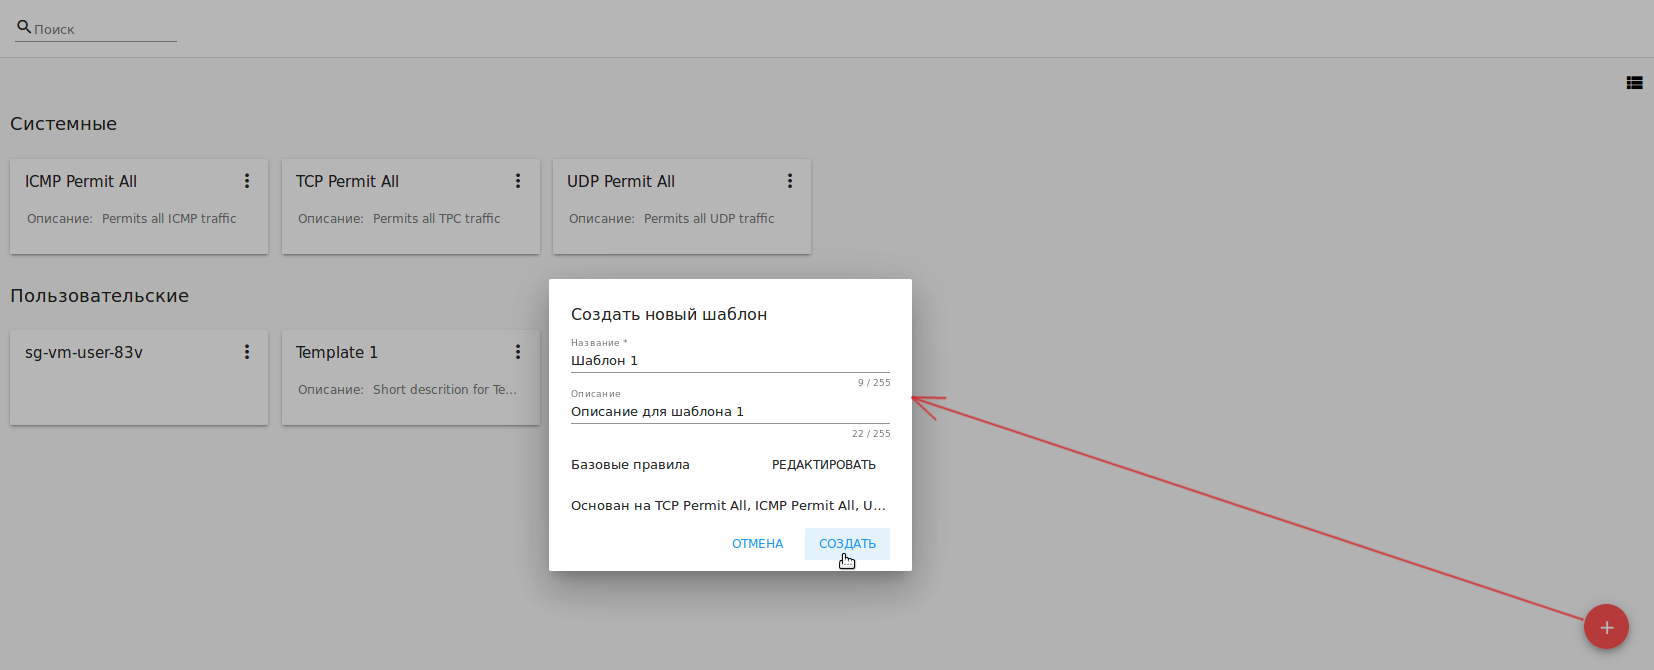 Поиск
Системные
ICMP Permit All
Описание: Permits all ICMP traffic
TCP Permit All
Описание: Permits all TPC traffic
UDP Permit All
Описание: Permits all UDP traffic
Пользовательские
sg-vm-user-83v
Template 1
Описание: Short descrition for Te...
Создать новый шаблон
Название *
Шаблон 1
9 / 255
Описание
Описание для шаблона 1
22 / 255
Базовые правила РЕДАКТИРОВАТЬ
Основан на TCP Permit All, ICMP Permit All, U...
ОТМЕНА СОЗДАТЬ